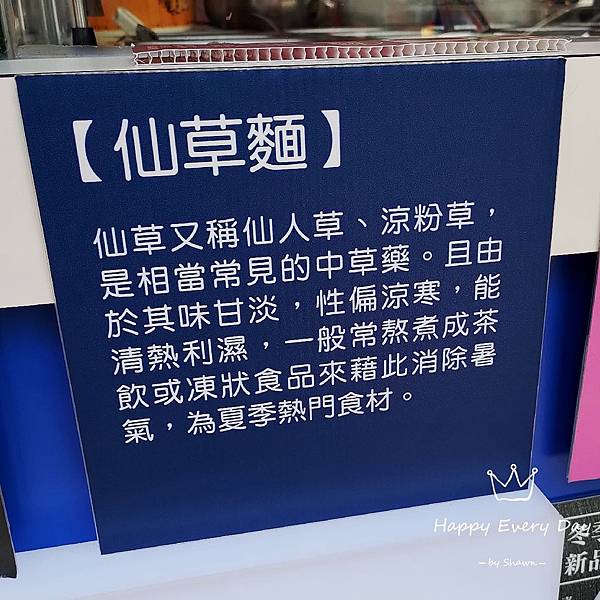 【仙草麵】
仙草又稱仙人草、涼粉草，
是相當常見的中草藥。且由
於其味甘淡，性偏涼寒，能
清熱利濕，一般常熬煮成茶
飲或凍狀食品來藉此消除暑
氣，為夏季熱門食材。
Happy Every Day
-by Shawn-
冬季
新品